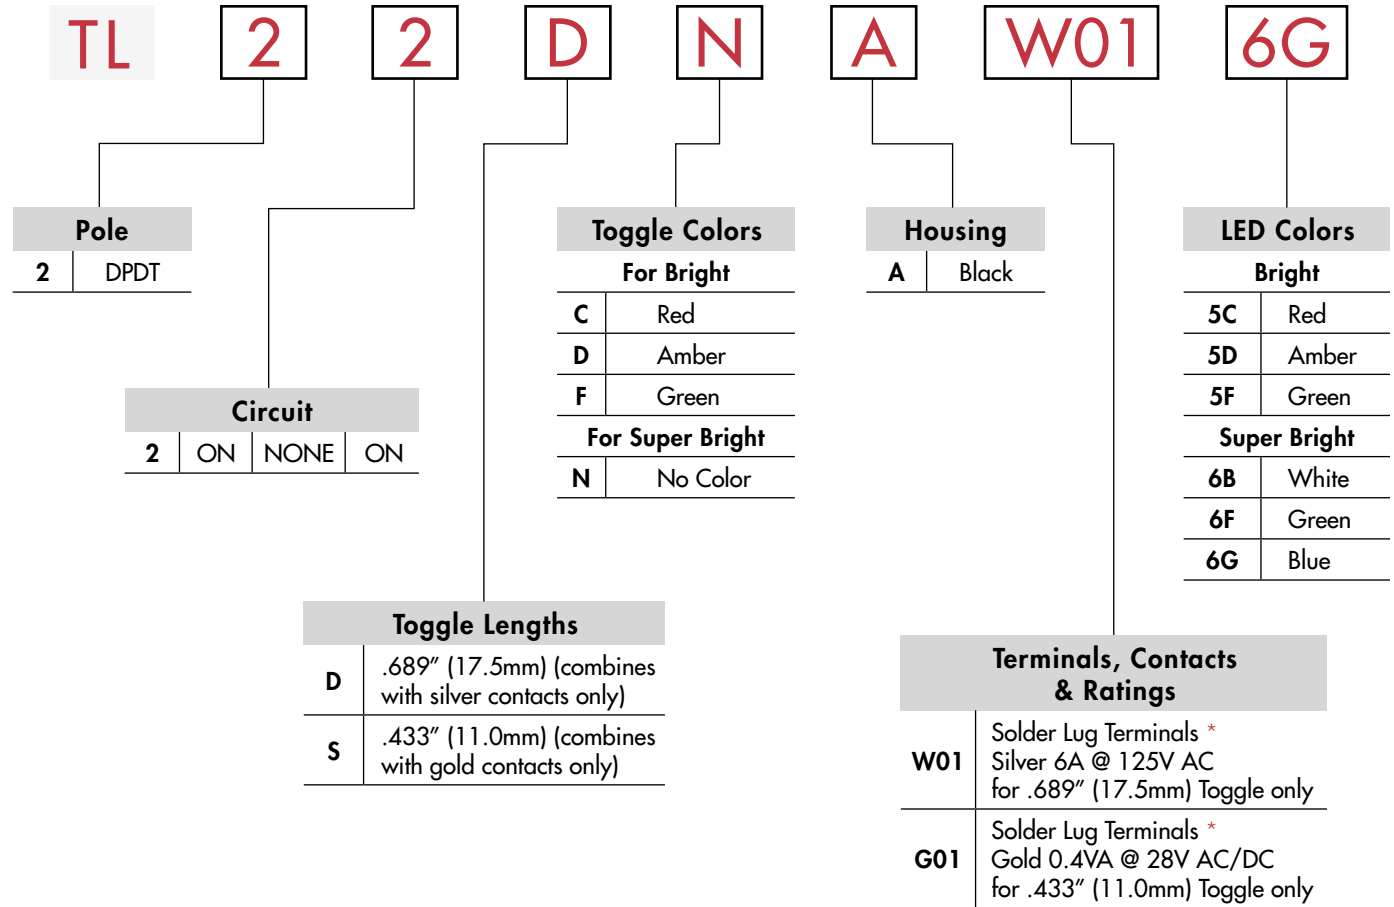 TL 2 2 D N A W01 6G
Pole
2 DPDT
Circuit
2 ON NONE ON
Toggle Lengths
D .689″ (17.5mm) (combines
with silver contacts only)
S .433″ (11.0mm) (combines
with gold contacts only)
Toggle Colors
For Bright
C Red
D Amber
F Green
For Super Bright
N No Color
Housing
A Black
Terminals, Contacts
& Ratings
W01 Solder Lug Terminals *
Silver 6A @ 125V AC
for .689″ (17.5mm) Toggle only
G01 Solder Lug Terminals *
Gold 0.4VA @ 28V AC/DC
for .433″ (11.0mm) Toggle only
LED Colors
Bright
5C Red
5D Amber
5F Green
Super Bright
6B White
6F Green
6G Blue